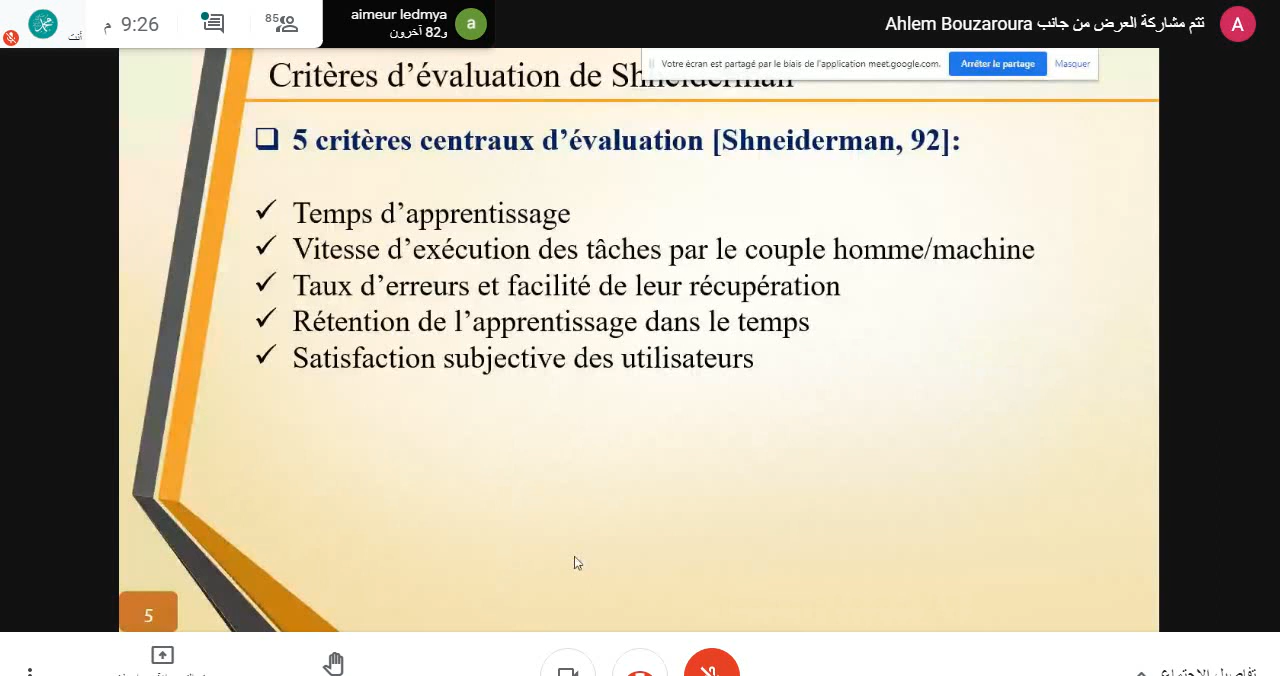 أنت
9:26 م
85
aimeur ledmya
و82 آخرون
a
تتم مشاركة العرض من جانب Ahlem Bouzaroura
A
Votre écran est partagé par le biais de l'application meet.google.com.
Arrêter le partage
Masquer
Critères d’évaluation de Shneiderman
5 critères centraux d’évaluation [Shneiderman, 92]:
Temps d’apprentissage
Vitesse d’exécution des tâches par le couple homme/machine
Taux d’erreurs et facilité de leur récupération
Rétention de l’apprentissage dans le temps
Satisfaction subjective des utilisateurs
5
تفاصيل الاجتماع